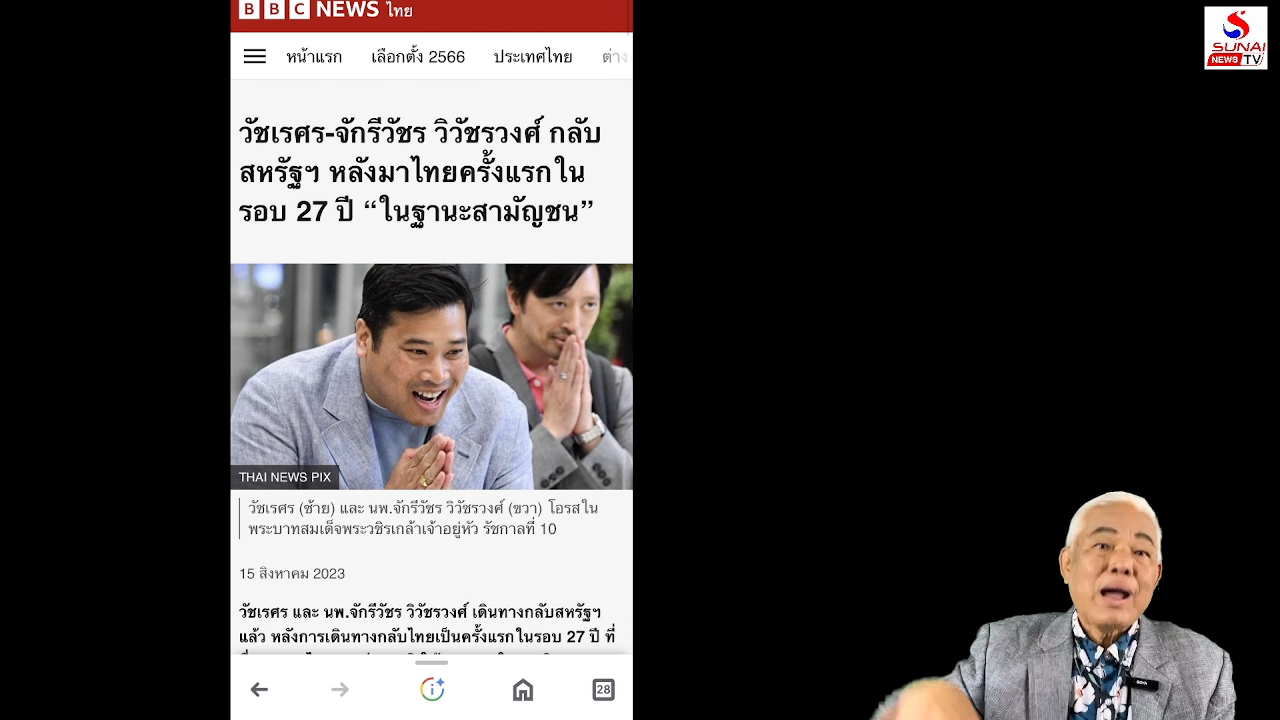 BBC NEWS ไทย
หน้าแรก เลือกตั้ง 2566 ประเทศไทย ต่าง
วัชเรศร-จักรีวัชร วิวัชรวงศ์ กลับ
สหรัฐฯ หลังมาไทยครั้งแรกใน
รอบ 27 ปี “ในฐานะสามัญชน”
THAI NEWS PIX
วัชเรศร (ซ้าย) และ นพ.จักรีวัชร วิวัชรวงศ์ (ขวา) โอรสใน
พระบาทสมเด็จพระวชิรเกล้าเจ้าอยู่หัว รัชกาลที่ 10
15 สิงหาคม 2023
วัชเรศร และ นพ.จักรีวัชร วิวัชรวงศ์ เดินทางกลับสหรัฐฯ
แล้ว หลังการเดินทางกลับไทยเป็นครั้งแรกในรอบ 27 ปี ที่
28
SUNAI
NEWS TV
BOYA